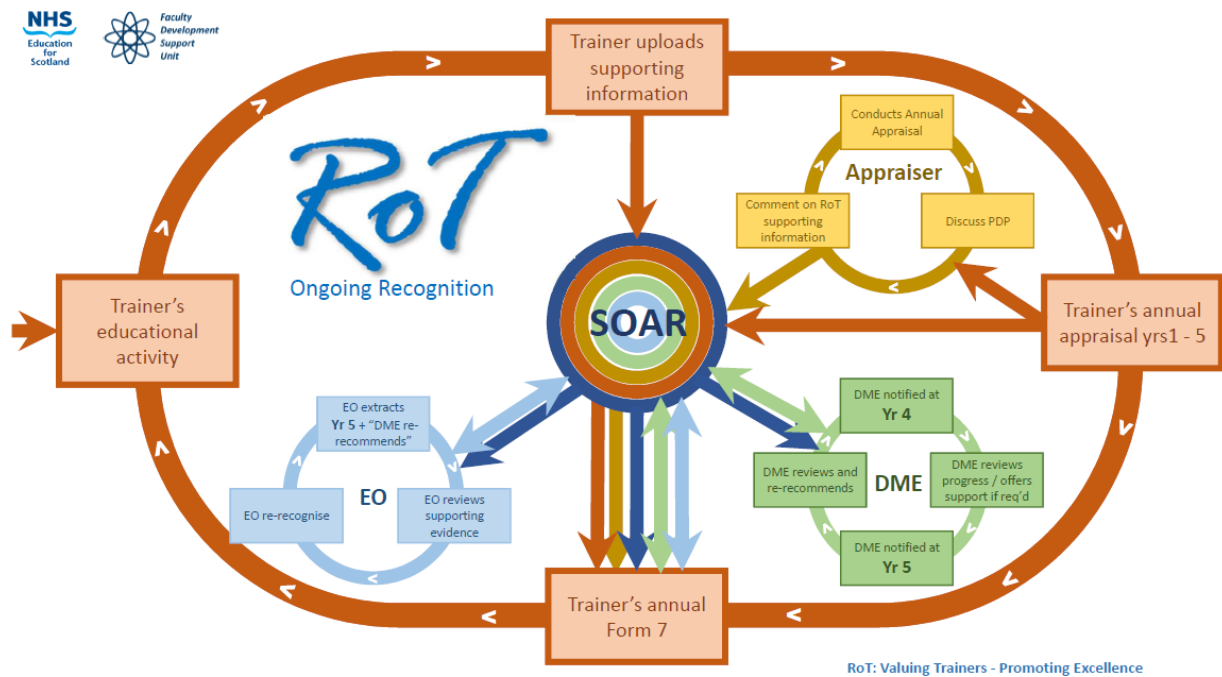 NHS
Education
for
Scotland
Faculty
Development
Support
Unit
Trainer uploads
supporting
information
RoT
Ongoing Recognition
Conducts Annual
Appraisal
Appraiser
Comment on RoT
supporting
information
Discuss PDP
Trainer's
educational
activity
SOAR
Trainer's annual
appraisal yrs1 - 5
EO extracts
Yr 5 + "DME re-
recommends"
EO
EO re-recognise
EO reviews
supporting
evidence
DME notified at
Yr 4
DME reviews and
re-recommends
DME
DME reviews
progress / offers
support if req'd
DME notified at
Yr 5
Trainer's annual
Form 7
RoT: Valuing Trainers - Promoting Excellence